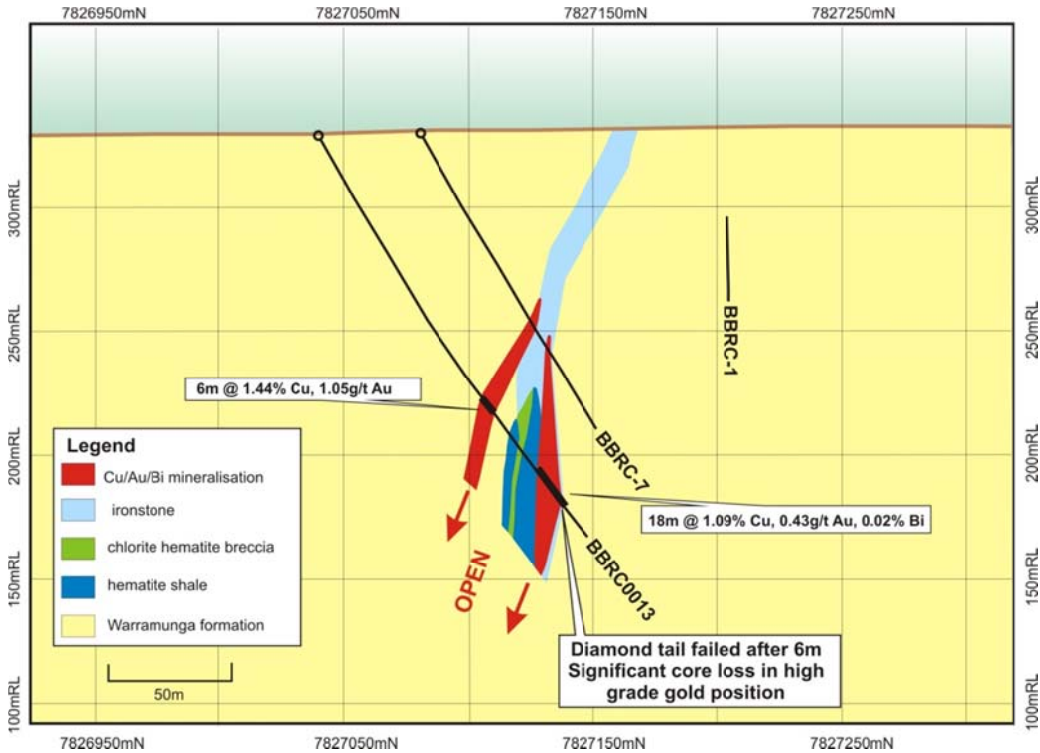 7826950mN 7827050mN 7827150mN 7827250mN
300mRL
300mRL
250mRL
250mRL
BBRC-1
6m @ 1.44% Cu, 1.05g/t Au
Legend
Cu/Au/Bi mineralisation
ironstone
chlorite hematite breccia
hematite shale
Warramunga formation
50m
200mRL
200mRL
BBRC-7
18m @ 1.09% Cu, 0.43g/t Au, 0.02% Bi
BBRC0013
OPEN
150mRL
150mRL
Diamond tail failed after 6m
Significant core loss in high
grade gold position
100mRL
100mRL
7826950mN 7827050mN 7827150mN 7827250mN